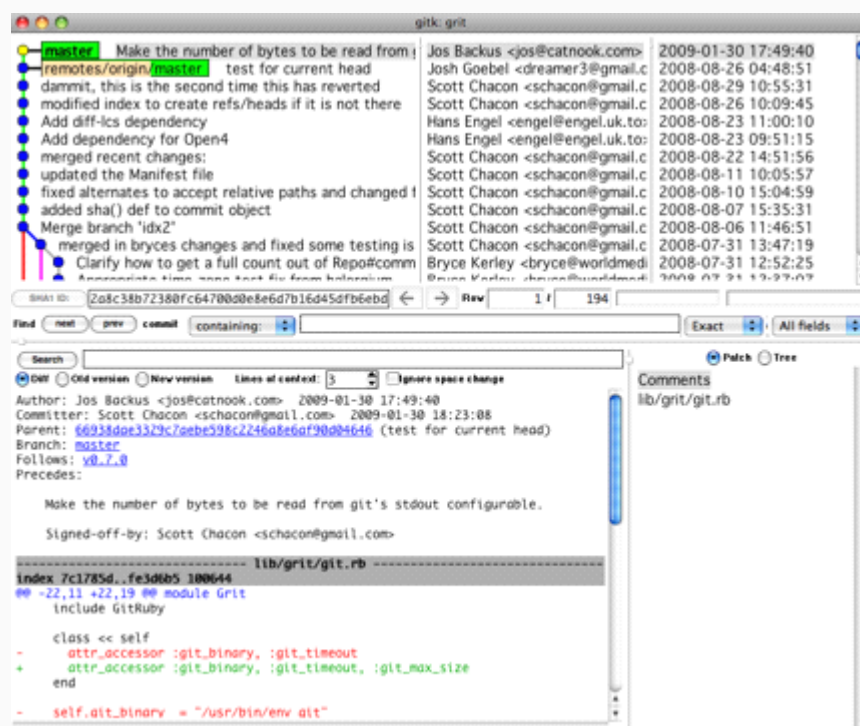 gitk: grit
master Make the number of bytes to be read from Jos Backus <jos@catnook.com> 2009-01-30 17:49:40
remotes/origin/master test for current head Josh Goebel <dreamer3@gmail.c 2008-08-26 04:48:51
dammit, this is the second time this has reverted Scott Chacon <schacon@gmail.c 2008-08-29 10:55:31
modified index to create refs/heads if it is not there Scott Chacon <schacon@gmail.c 2008-08-26 10:09:45
Add diff-lcs dependency Hans Engel <engel@engel.uk.to> 2008-08-23 11:00:10
Add dependency for Open4 Hans Engel <engel@engel.uk.to> 2008-08-23 09:51:15
merged recent changes: Scott Chacon <schacon@gmail.c 2008-08-22 14:51:56
updated the Manifest file Scott Chacon <schacon@gmail.c 2008-08-11 10:05:57
fixed alternates to accept relative paths and changed Scott Chacon <schacon@gmail.c 2008-08-10 15:04:59
added sha() def to commit object Scott Chacon <schacon@gmail.c 2008-08-07 15:35:31
Merge branch "idx2" Scott Chacon <schacon@gmail.c 2008-08-06 11:46:51
merged in bryces changes and fixed some testing is Scott Chacon <schacon@gmail.c 2008-07-31 13:47:19
Clarify how to get a full count out of Repo#comm Bryce Kerley <bryce@worldmedi 2008-07-31 12:52:25
SHA1 ID: 2a8c38b72380fc64700d0e8e6d7b16d45dfb6ebd Row 1 / 194
Find next prev commit containing: Exact All fields
Search Patch Tree
Diff Old version New version Lines of context: 3 Ignore space change
Comments
lib/grit/git.rb
Author: Jos Backus <jos@catnook.com> 2009-01-30 17:49:40
Committer: Scott Chacon <schacon@gmail.com> 2009-01-30 18:23:08
Parent: 66938dae3329c7aebe598c2246a8e6af90d04646 (test for current head)
Branch: master
Follows: v0.7.0
Precedes:
Make the number of bytes to be read from git's stdout configurable.
Signed-off-by: Scott Chacon <schacon@gmail.com>
------------------------------ lib/grit/git.rb ------------------------------
index 7c1785d..fe3d6b5 100644
@@ -22,11 +22,19 @@ module Grit
include GitRuby
class << self
- attr_accessor :git_binary, :git_timeout
+ attr_accessor :git_binary, :git_timeout, :git_max_size
end
- self.git_binary = "/usr/bin/env git"